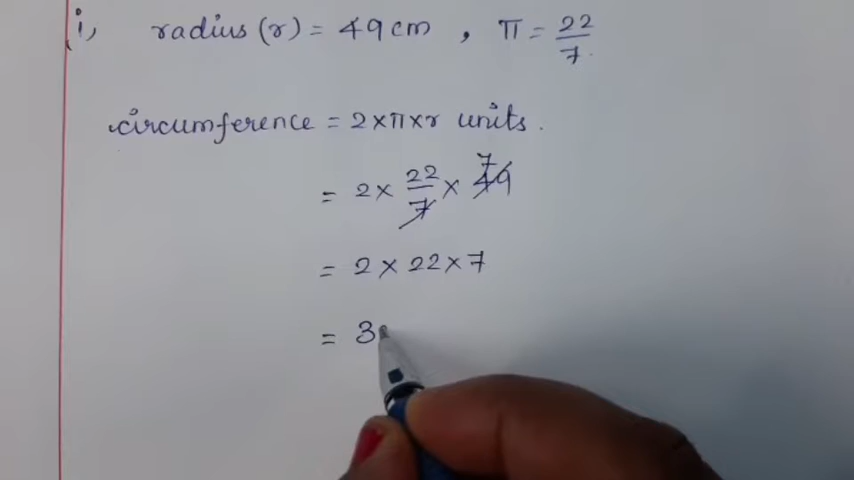 (i, radius (r) = 49 cm , π = 22/7.
circumference = 2×π×r units.
= 2 × 22/7 × 49 7
= 2 × 22 × 7
= 3